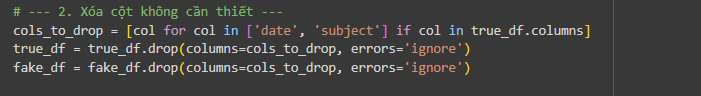 # --- 2. Xóa cột không cần thiết ---
cols_to_drop = [col for col in ['date', 'subject'] if col in true_df.columns]
true_df = true_df.drop(columns=cols_to_drop, errors='ignore')
fake_df = fake_df.drop(columns=cols_to_drop, errors='ignore')